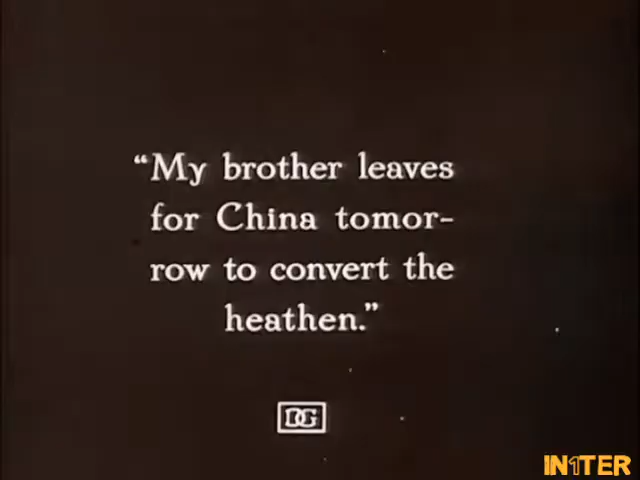 “My brother leaves
for China tomor-
row to convert the
heathen.”
DG
IN1TER